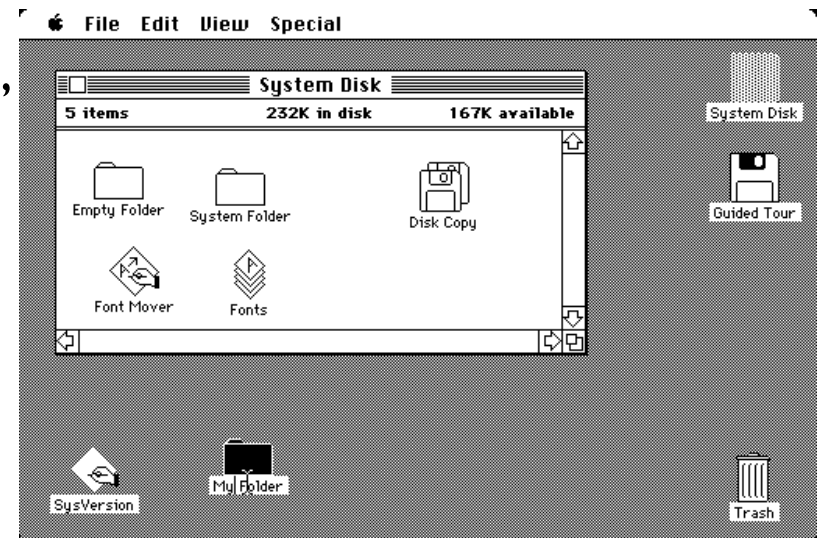 File Edit View Special
,
System Disk
5 items 232K in disk 167K available
System Disk
Empty Folder System Folder Disk Copy
Guided Tour
Font Mover Fonts
My Folder
SysVersion
Trash